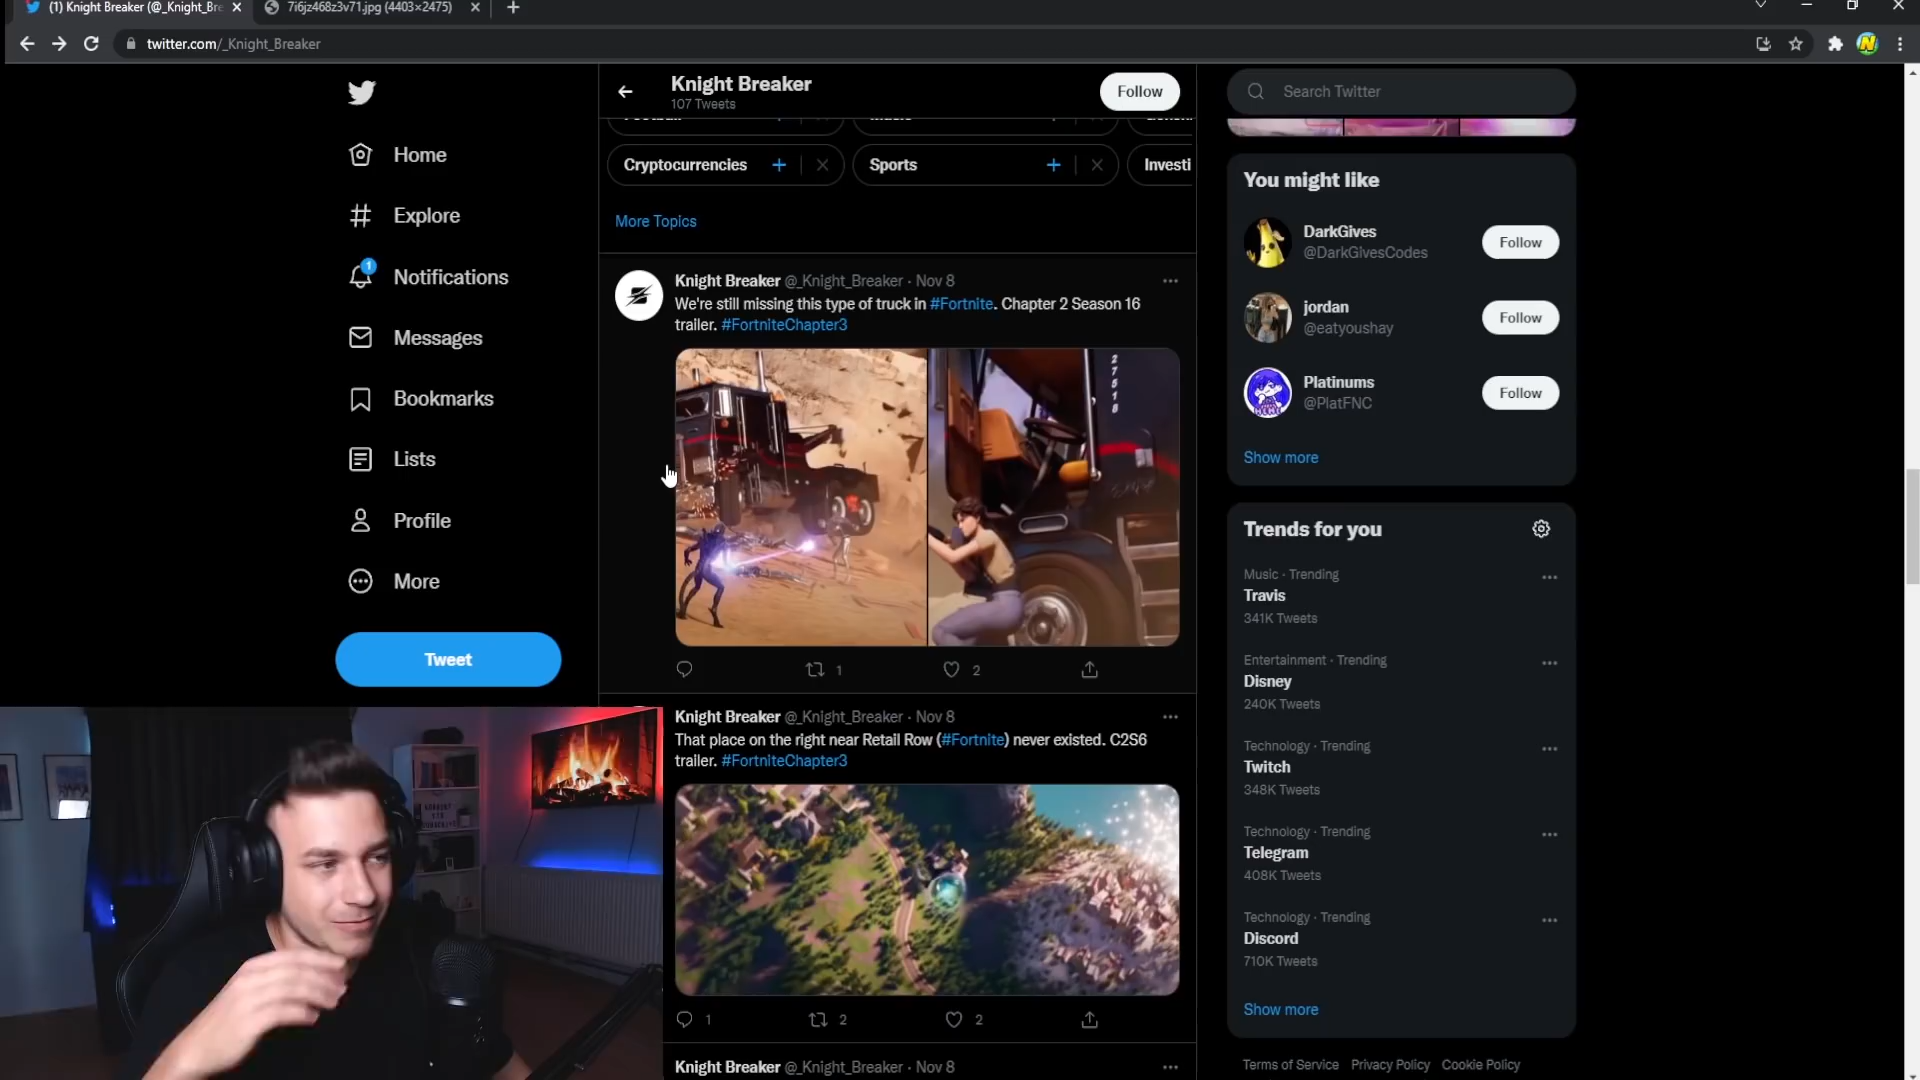 (1) Knight Breaker (@_Knight_Bre
7i6jz468z3v71.jpg (4403×2475)
twitter.com/_Knight_Breaker
N
Home
Explore
1
Notifications
Messages
Bookmarks
Lists
Profile
More
Tweet
Knight Breaker
107 Tweets
Follow
Cryptocurrencies
Sports
Investi
More Topics
Knight Breaker @_Knight_Breaker · Nov 8
We're still missing this type of truck in #Fortnite. Chapter 2 Season 16
trailer. #FortniteChapter3
27518
1
2
Knight Breaker @_Knight_Breaker · Nov 8
That place on the right near Retail Row (#Fortnite) never existed. C2S6
trailer. #FortniteChapter3
1
2
2
Knight Breaker @_Knight_Breaker · Nov 8
Search Twitter
You might like
DarkGives
@DarkGivesCodes
Follow
jordan
@eatyoushay
Follow
Platinums
@PlatFNC
Follow
Show more
Trends for you
Music · Trending
Travis
341K Tweets
Entertainment · Trending
Disney
240K Tweets
Technology · Trending
Twitch
348K Tweets
Technology · Trending
Telegram
408K Tweets
Technology · Trending
Discord
710K Tweets
Show more
Terms of Service Privacy Policy Cookie Policy